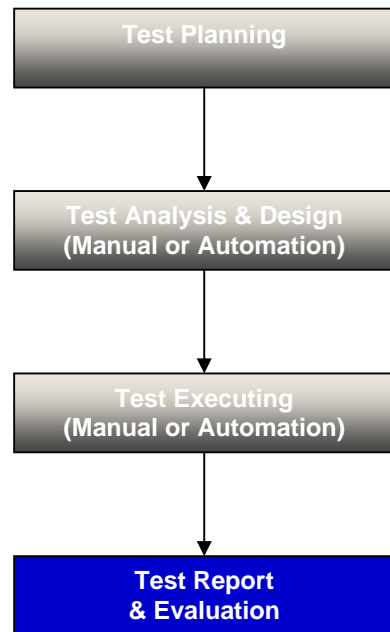 Test Planning
Test Analysis & Design
(Manual or Automation)
Test Executing
(Manual or Automation)
Test Report
& Evaluation